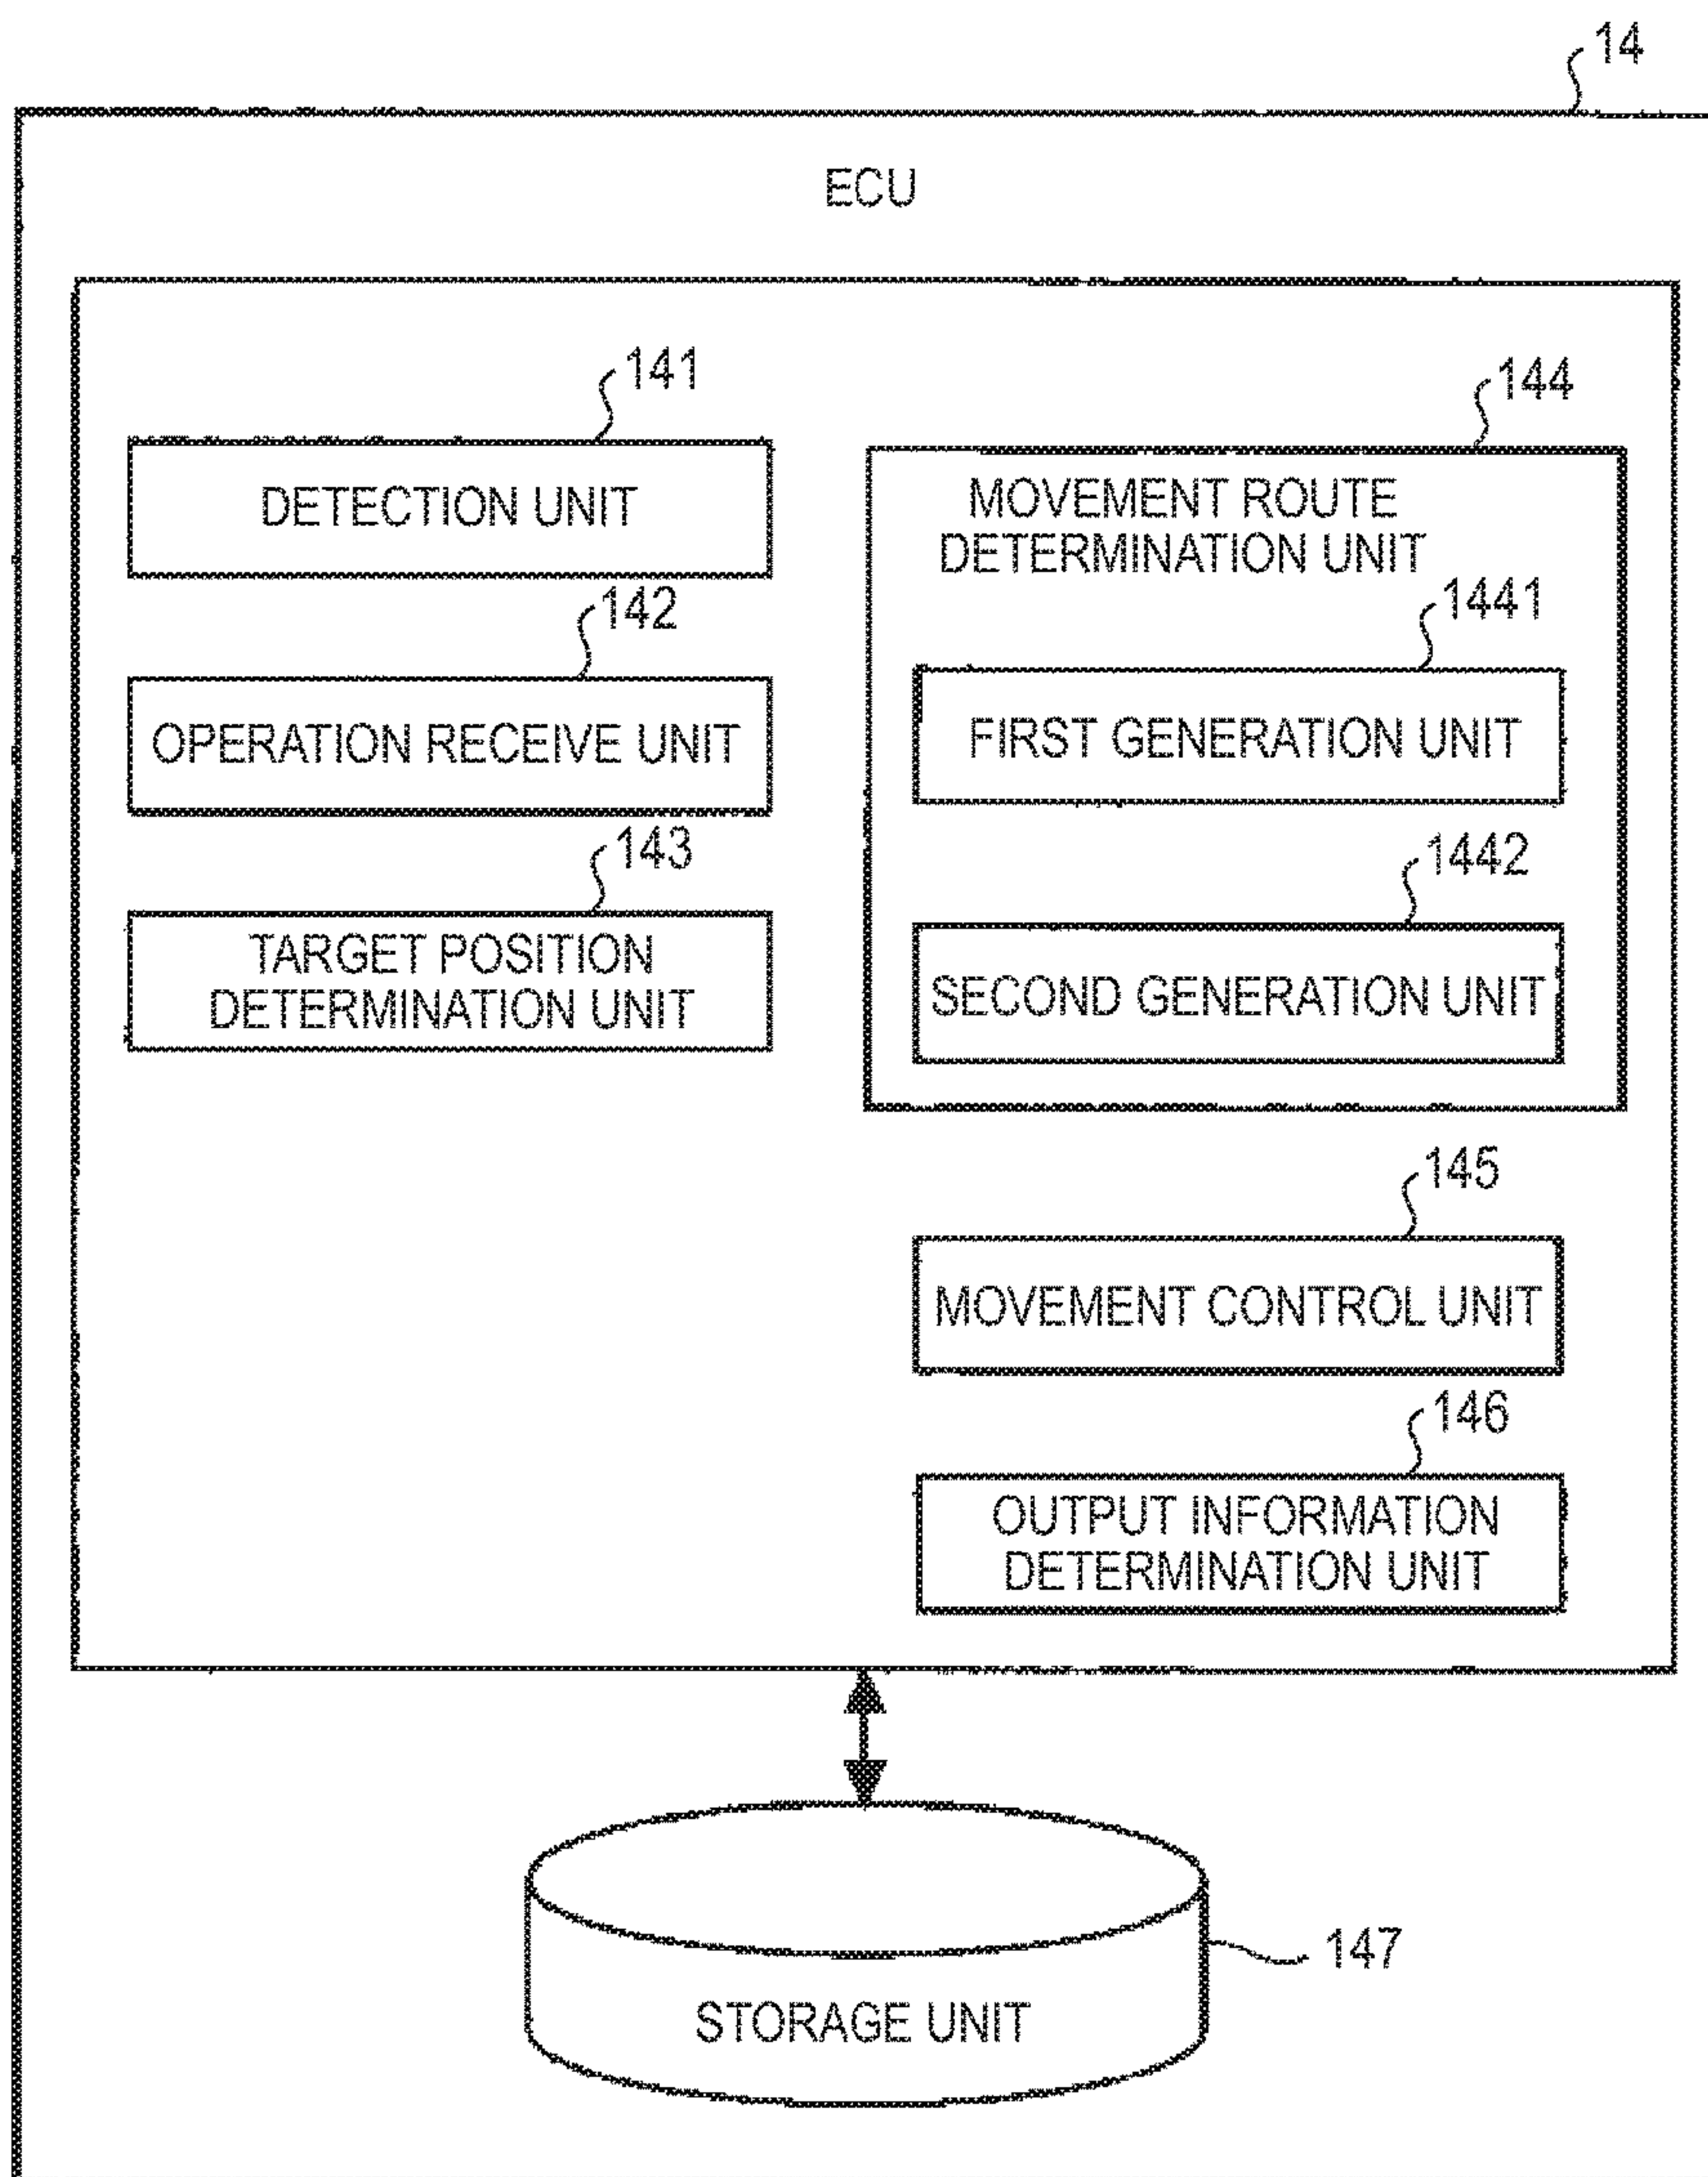 14
ECU
141
DETECTION UNIT
142
OPERATION RECEIVE UNIT
143
TARGET POSITION
DETERMINATION UNIT
144
MOVEMENT ROUTE
DETERMINATION UNIT
1441
FIRST GENERATION UNIT
1442
SECOND GENERATION UNIT
145
MOVEMENT CONTROL UNIT
146
OUTPUT INFORMATION
DETERMINATION UNIT
147
STORAGE UNIT